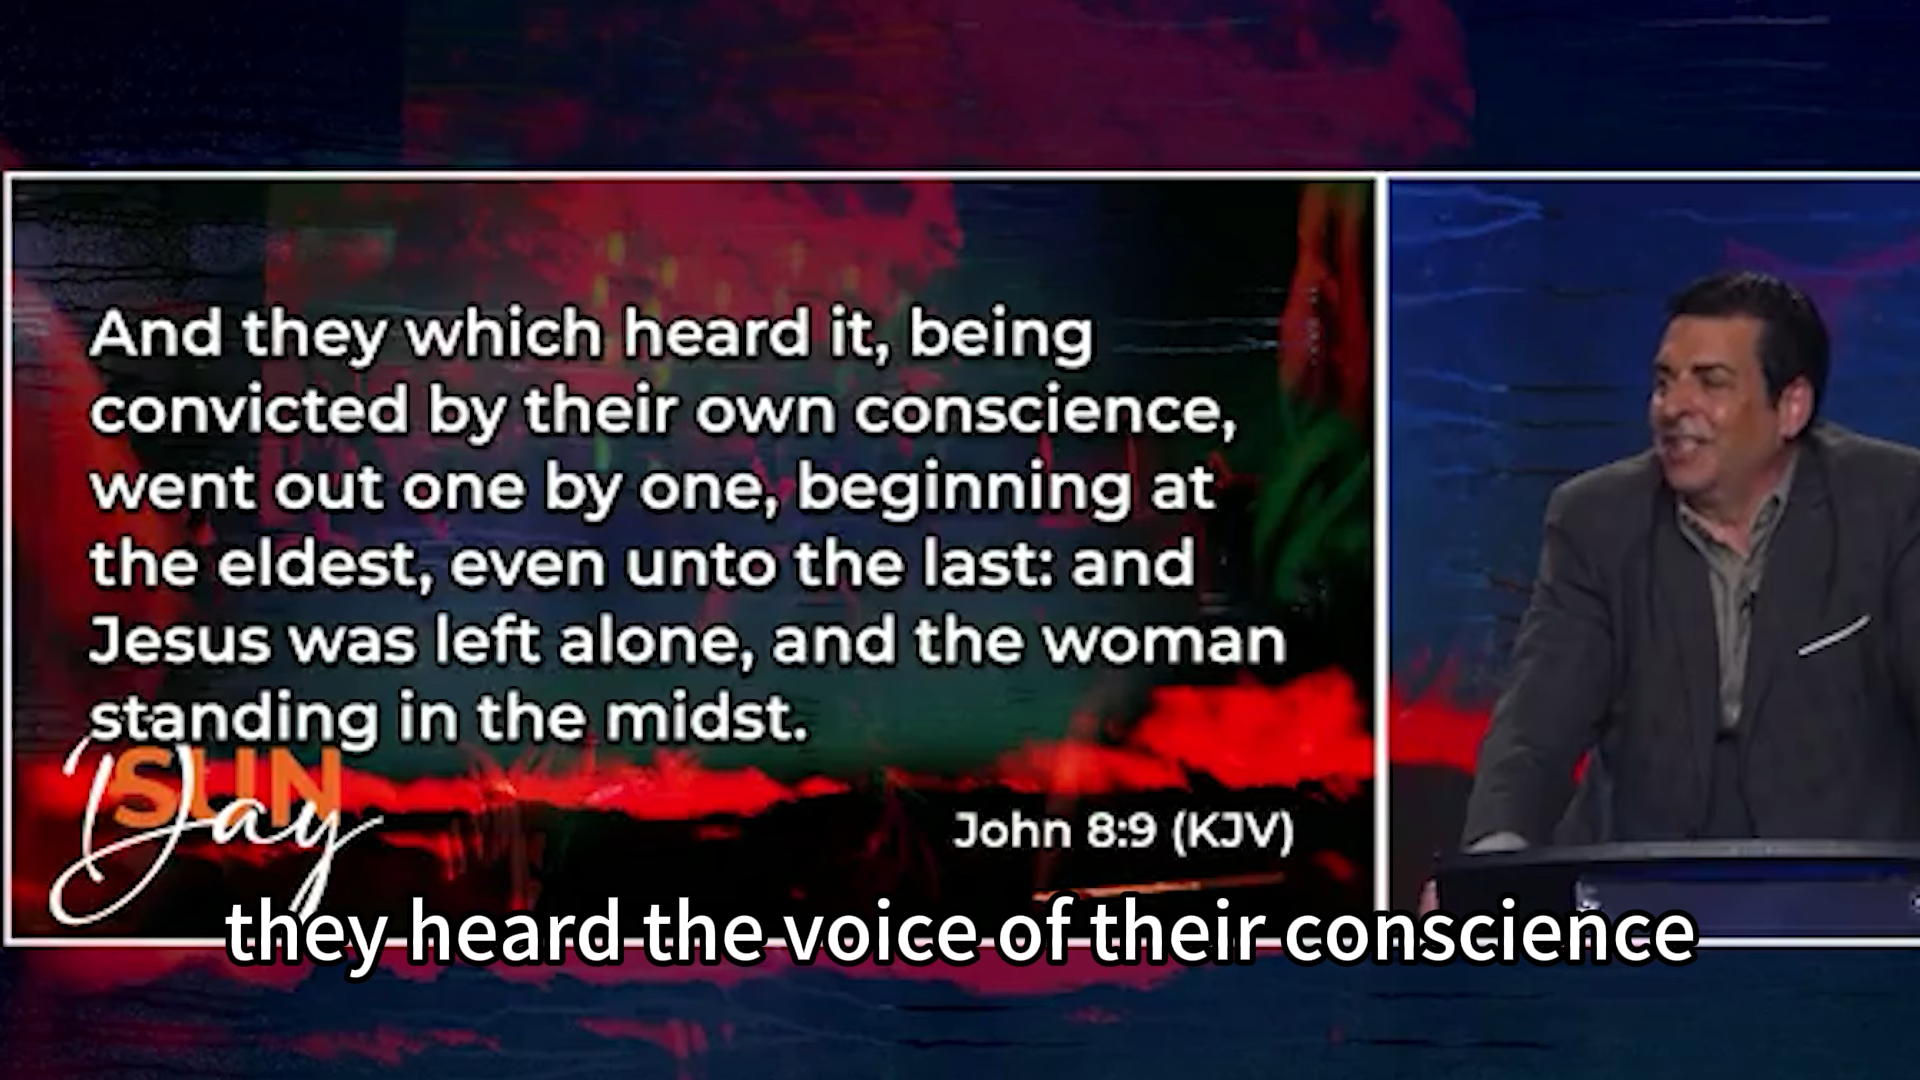 And they which heard it, being
convicted by their own conscience,
went out one by one, beginning at
the eldest, even unto the last: and
Jesus was left alone, and the woman
standing in the midst.
SUN
Day
John 8:9 (KJV)
they heard the voice of their conscience